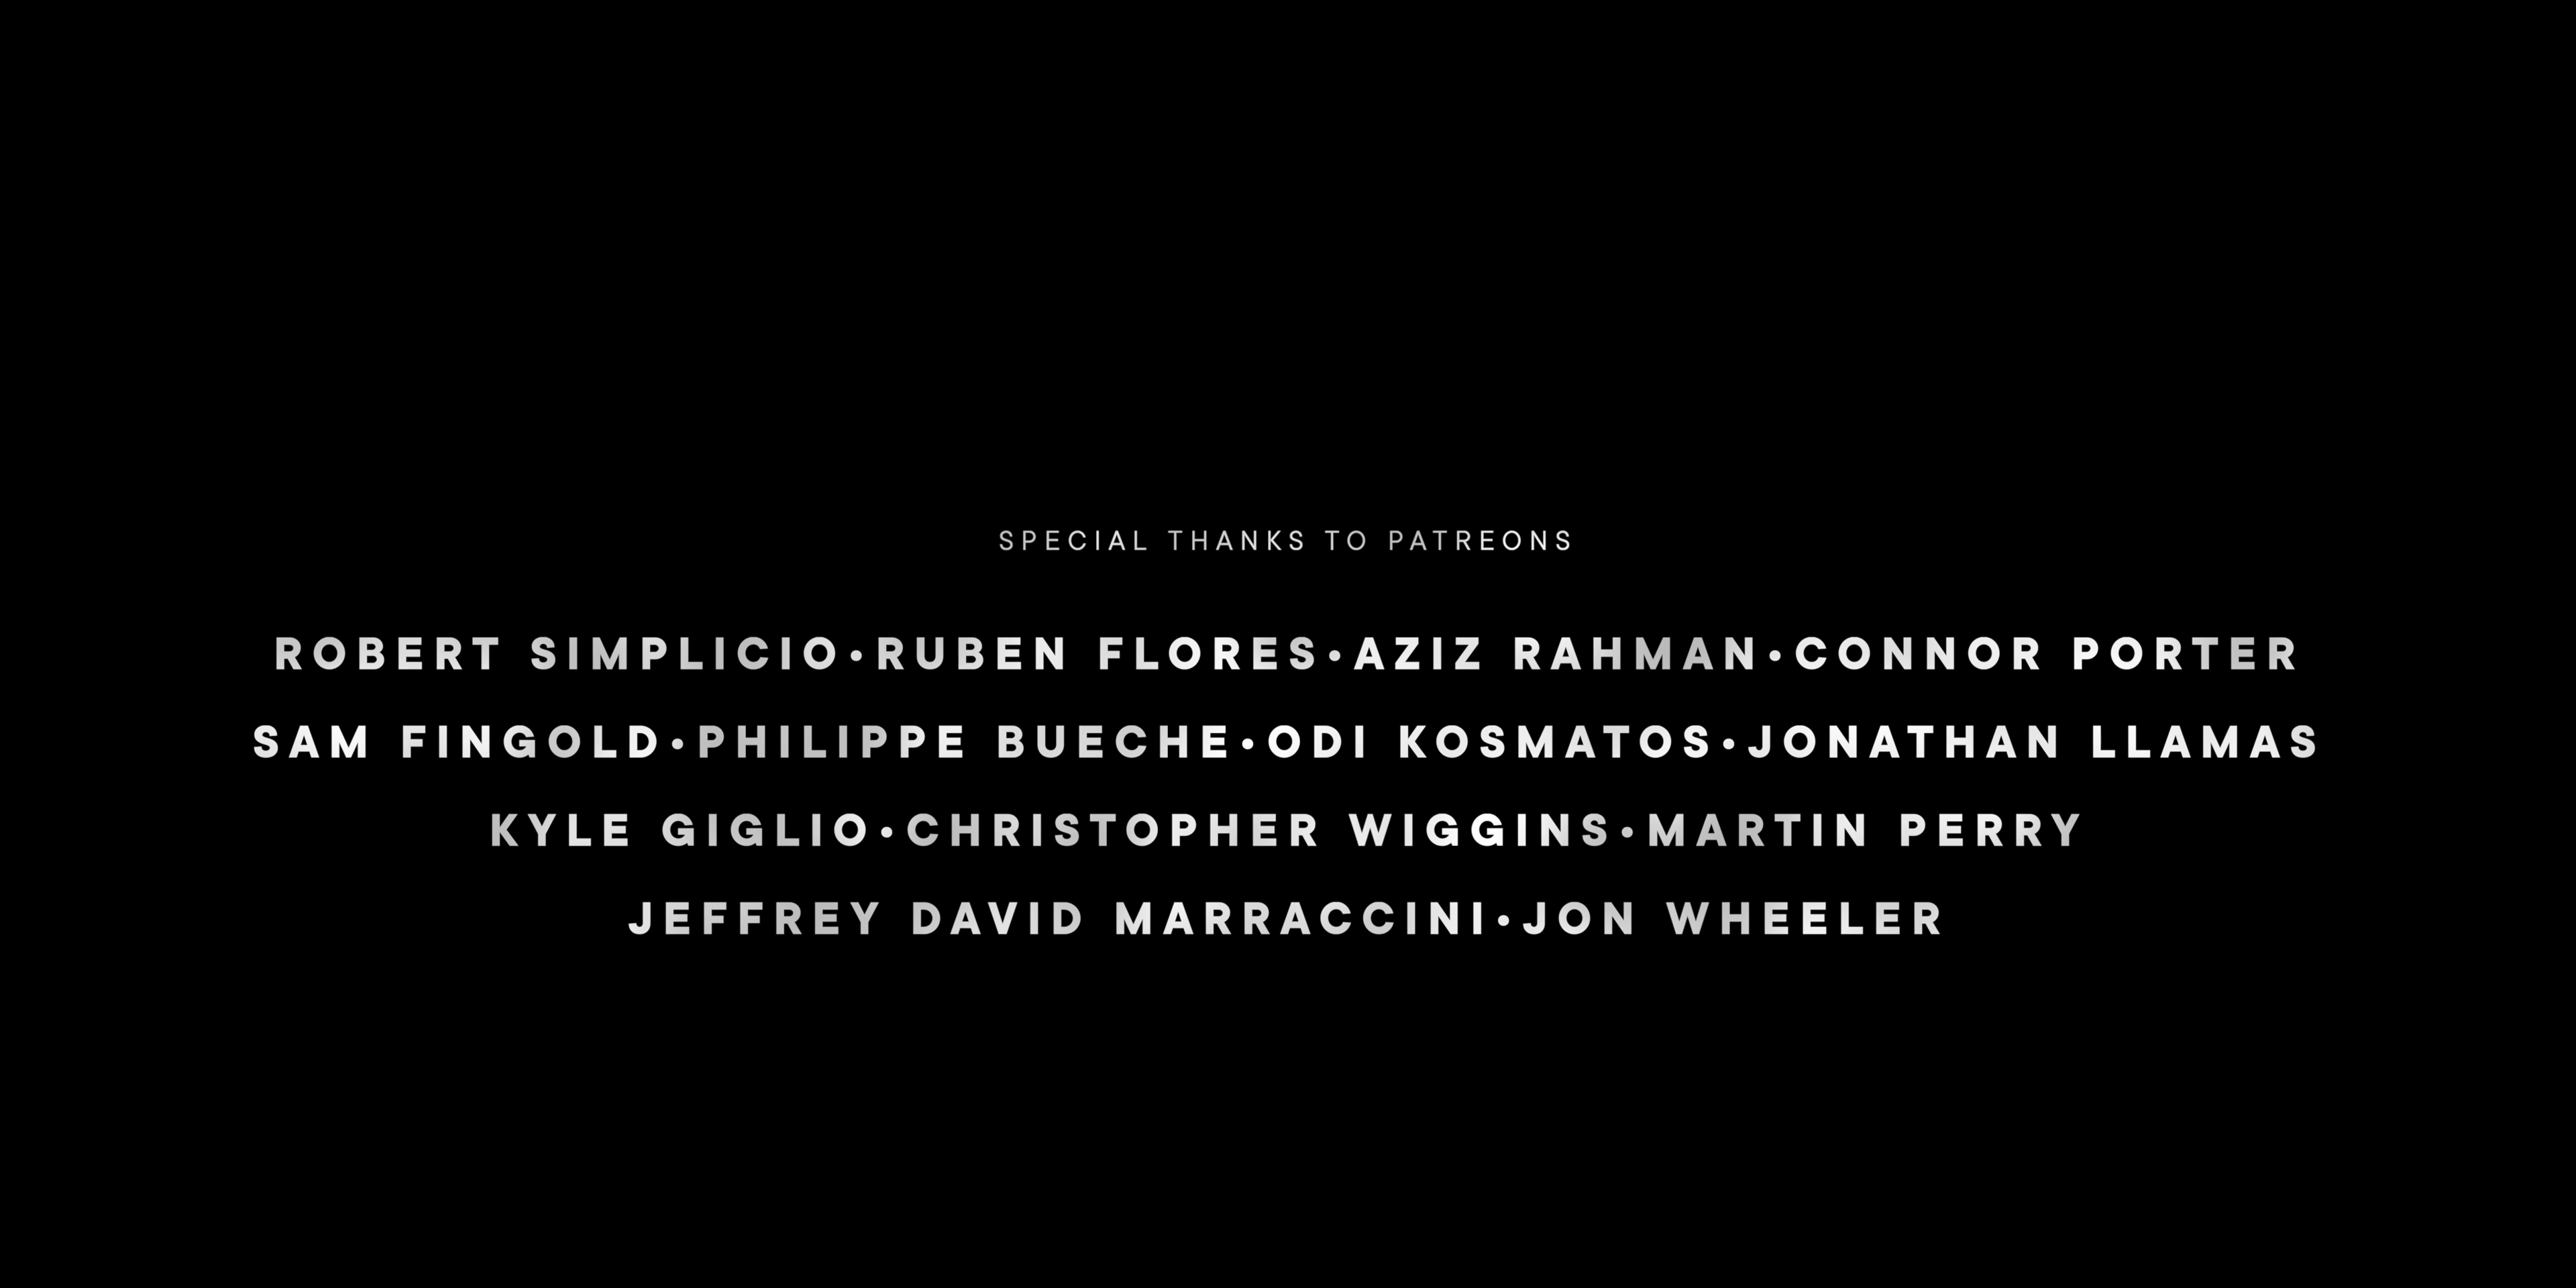 SPECIAL THANKS TO PATREONS
ROBERT SIMPLICIO•RUBEN FLORES•AZIZ RAHMAN•CONNOR PORTER
SAM FINGOLD•PHILIPPE BUECHE•ODI KOSMATOS•JONATHAN LLAMAS
KYLE GIGLIO•CHRISTOPHER WIGGINS•MARTIN PERRY
JEFFREY DAVID MARRACCINI•JON WHEELER